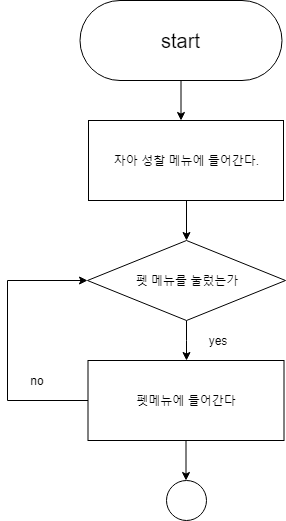 start
자아 성찰 메뉴에 들어간다.
펫 메뉴를 눌렀는가
yes
no
펫메뉴에 들어간다